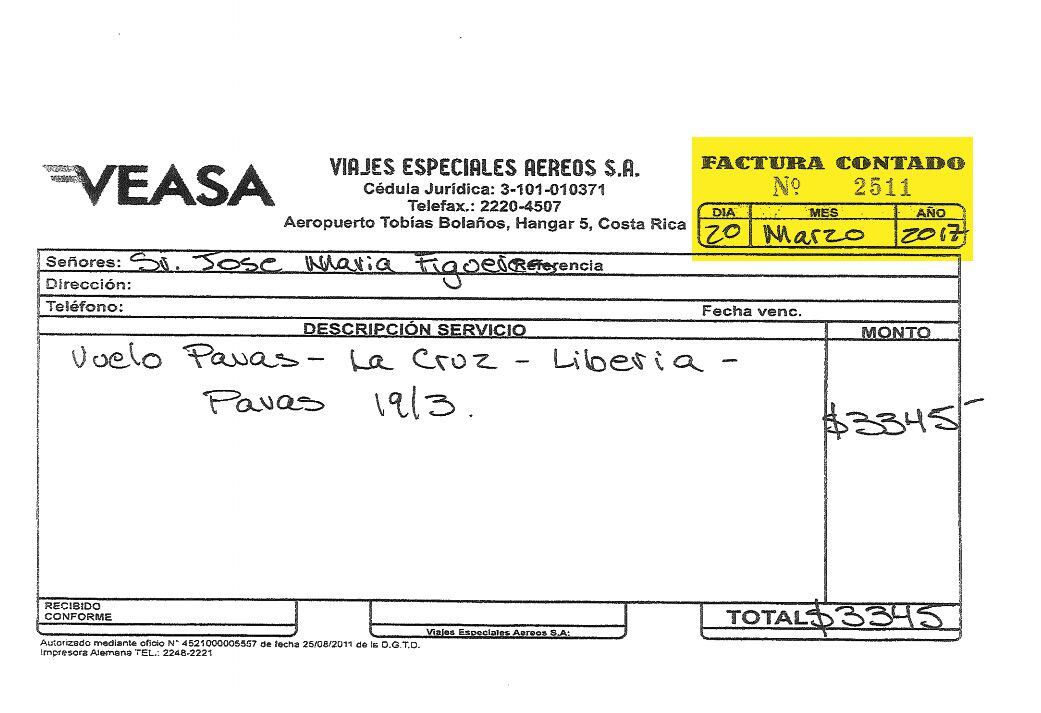 VEASA
VIAJES ESPECIALES AEREOS S.A.
Cédula Jurídica: 3-101-010371
Telefax.: 2220-4507
Aeropuerto Tobías Bolaños, Hangar 5, Costa Rica
FACTURA CONTADO
Nº 2511
DIA MES AÑO
20 Marzo 2017
Señores: Sr. Jose Maria Referencia
Dirección:
Teléfono: Fecha venc.
DESCRIPCIÓN SERVICIO MONTO
Vuelo Pavas - La Cruz - Liberia -
Pavas 19/3.
$3345-
RECIBIDO
CONFORME
Viajes Especiales Aereos S.A.
TOTAL $3345
Autorizado mediante oficio N° 4521000005557 de fecha 25/08/2011 de la D.G.T.D.
Impresora Alemana TEL.: 2248-2221